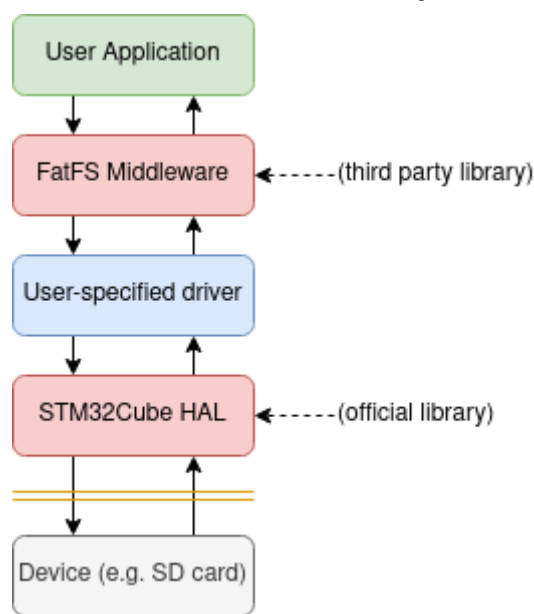 User Application
FatFS Middleware
(third party library)
User-specified driver
STM32Cube HAL
(official library)
Device (e.g. SD card)